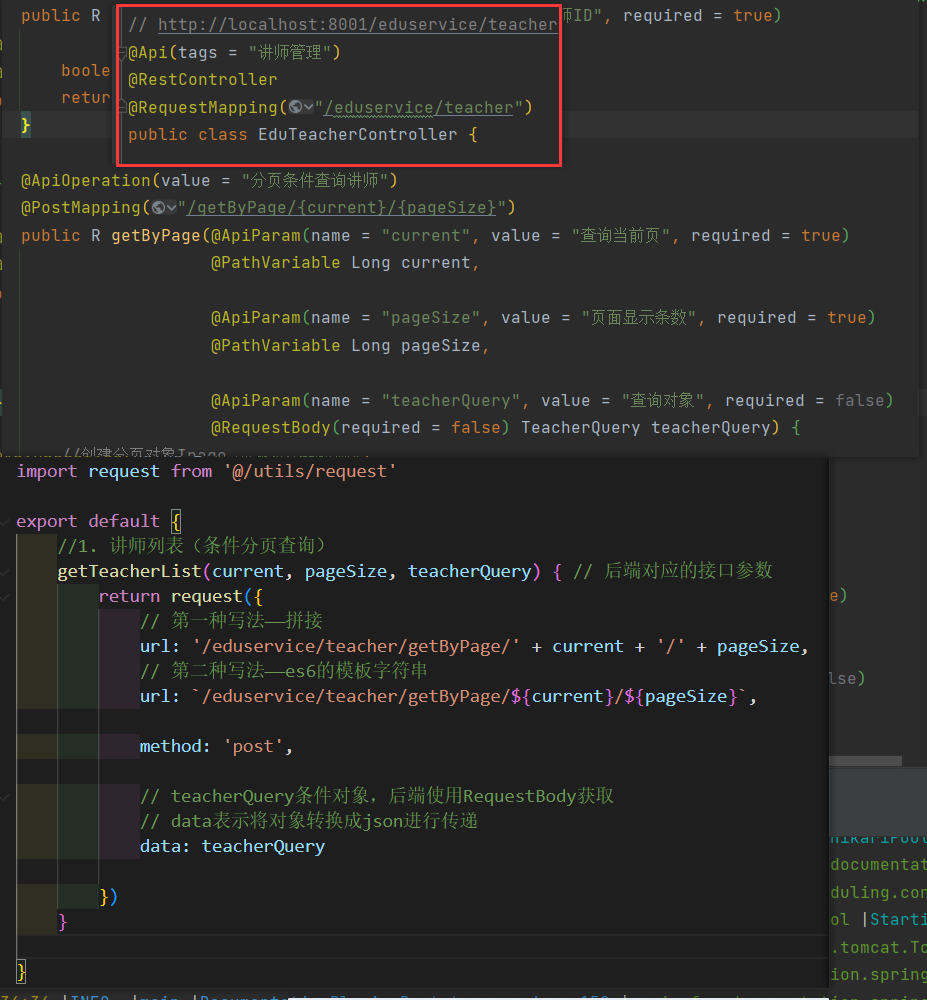 public R
// http://localhost:8001/eduservice/teacher
师ID", required = true)
@Api(tags = "讲师管理")
boole
@RestController
retur
@RequestMapping("/eduservice/teacher")
}
public class EduTeacherController {
@ApiOperation(value = "分页条件查询讲师")
@PostMapping("/getByPage/{current}/{pageSize}")
public R getByPage(@ApiParam(name = "current", value = "查询当前页", required = true)
@PathVariable Long current,
@ApiParam(name = "pageSize", value = "页面显示条数", required = true)
@PathVariable Long pageSize,
@ApiParam(name = "teacherQuery", value = "查询对象", required = false)
@RequestBody(required = false) TeacherQuery teacherQuery) {
//创建分页对象
import request from '@/utils/request'
export default {
//1. 讲师列表（条件分页查询）
getTeacherList(current, pageSize, teacherQuery) { // 后端对应的接口参数
return request({
// 第一种写法——拼接
url: '/eduservice/teacher/getByPage/' + current + '/' + pageSize,
// 第二种写法——es6的模板字符串
url: `/eduservice/teacher/getByPage/${current}/${pageSize}`,
method: 'post',
// teacherQuery条件对象，后端使用RequestBody获取
// data表示将对象转换成json进行传递
data: teacherQuery
})
}
}
e)
lse)
documentat
duling.con
ol |Starti
.tomcat.To
ion.spring